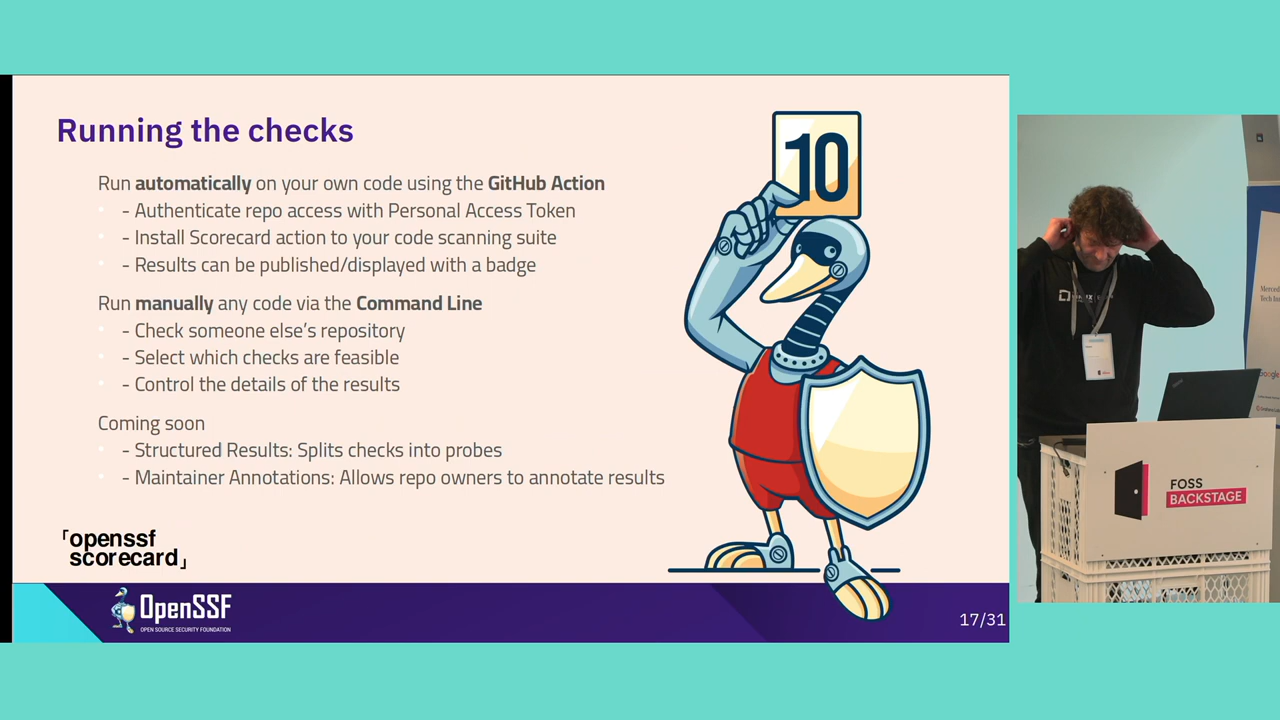 Running the checks
Run automatically on your own code using the GitHub Action
- Authenticate repo access with Personal Access Token
- Install Scorecard action to your code scanning suite
- Results can be published/displayed with a badge
Run manually any code via the Command Line
- Check someone else's repository
- Select which checks are feasible
- Control the details of the results
Coming soon
- Structured Results: Splits checks into probes
- Maintainer Annotations: Allows repo owners to annotate results
「openssf
scorecard」
10
OpenSSF
OPEN SOURCE SECURITY FOUNDATION
17/31
FOSS
BACKSTAGE